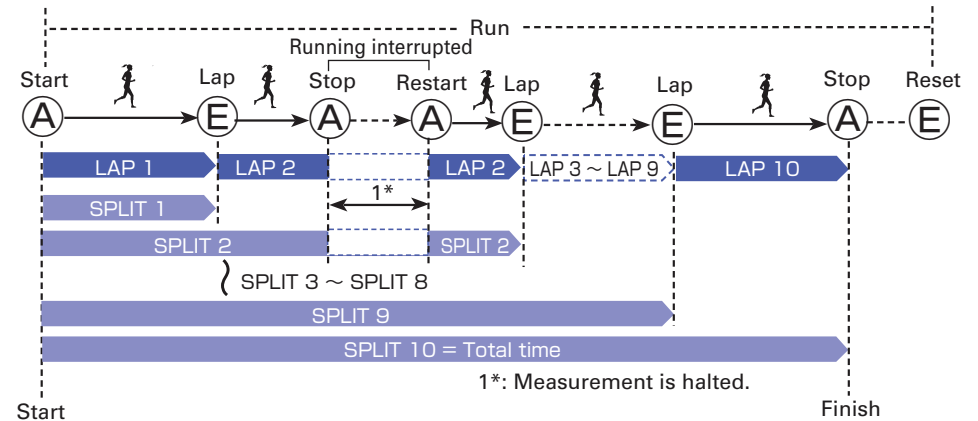 Run
Running interrupted
Start Lap Stop Restart Lap Lap Stop Reset
A E A A E E A E
LAP 1 LAP 2 LAP 2 LAP 3 ~ LAP 9 LAP 10
1*
SPLIT 1
SPLIT 2 SPLIT 2
SPLIT 3 ~ SPLIT 8
SPLIT 9
SPLIT 10 = Total time
1*: Measurement is halted.
Start Finish